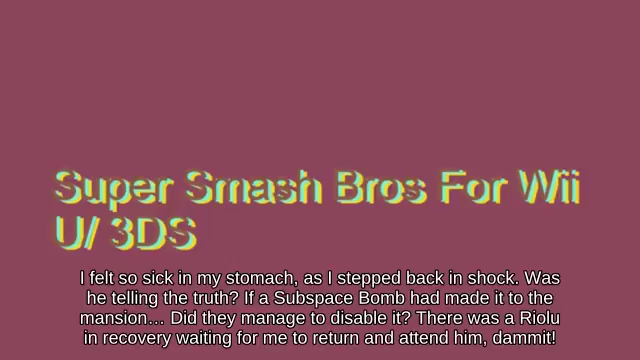 Super Smash Bros For Wii
U/ 3DS
I felt so sick in my stomach, as I stepped back in shock. Was
he telling the truth? If a Subspace Bomb had made it to the
mansion… Did they manage to disable it? There was a Riolu
in recovery waiting for me to return and attend him, dammit!